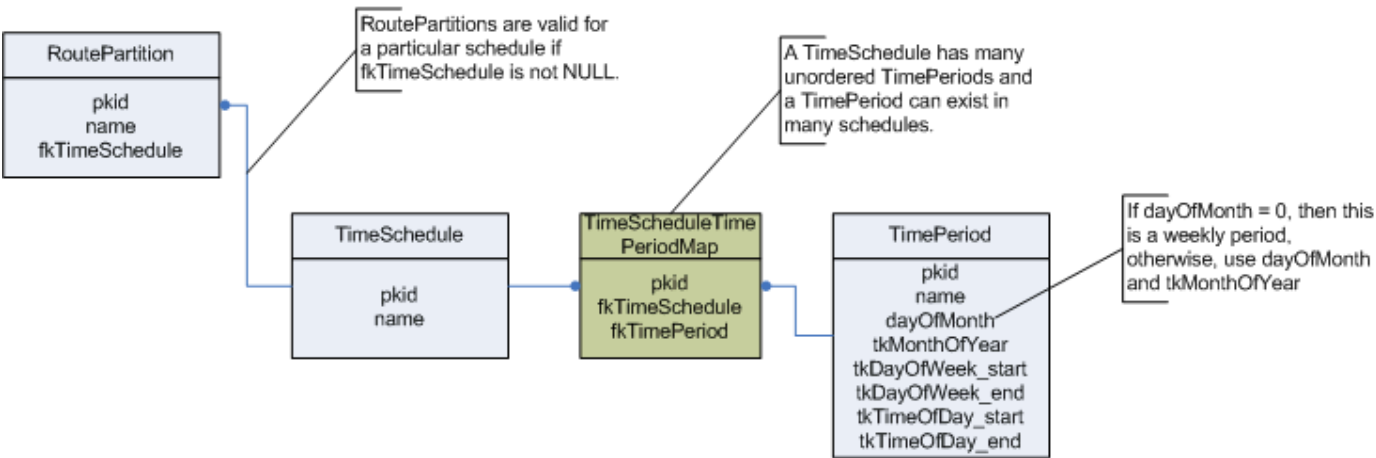 RoutePartition
pkid
name
fkTimeSchedule
RoutePartitions are valid for
a particular schedule if
fkTimeSchedule is not NULL.
A TimeSchedule has many
unordered TimePeriods and
a TimePeriod can exist in
many schedules.
TimeSchedule
pkid
name
TimeScheduleTime
PeriodMap
pkid
fkTimeSchedule
fkTimePeriod
TimePeriod
pkid
name
dayOfMonth
tkMonthOfYear
tkDayOfWeek_start
tkDayOfWeek_end
tkTimeOfDay_start
tkTimeOfDay_end
If dayOfMonth = 0, then this
is a weekly period,
otherwise, use dayOfMonth
and tkMonthOfYear